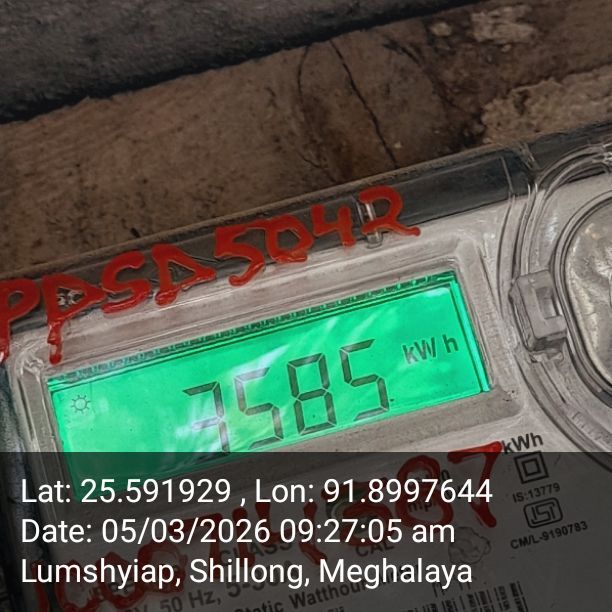 PPSD5042
3585 kWh
kWh
IS:13779
CM/L-9190783
Lat: 25.591929 , Lon: 91.8997644
Date: 05/03/2026 09:27:05 am
Lumshyiap, Shillong, Meghalaya